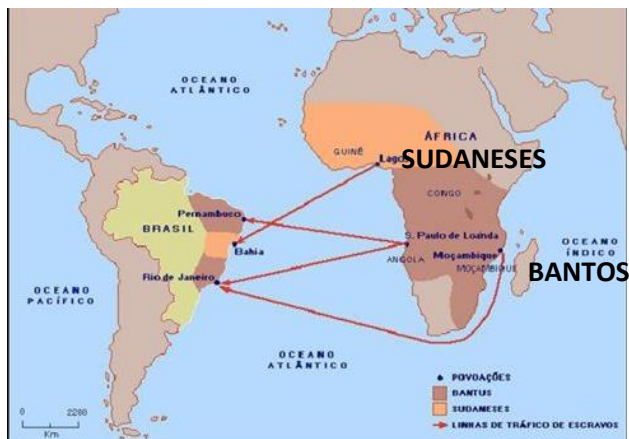 OCEANO
ATLÂNTICO
ÁFRICA
GUINÉ
Lagos
SUDANESES
CONGO
Pernambuco
BRASIL
S. Paulo de Loanda
Bahia
ANGOLA
Moçambique
OCEANO
ÍNDICO
MOÇAMBIQUE
BANTOS
Rio de Janeiro
OCEANO
PACÍFICO
OCEANO
ATLÂNTICO
POVOAÇÕES
BANTUS
SUDANESES
LINHAS DE TRÁFICO DE ESCRAVOS
0 2280
Km